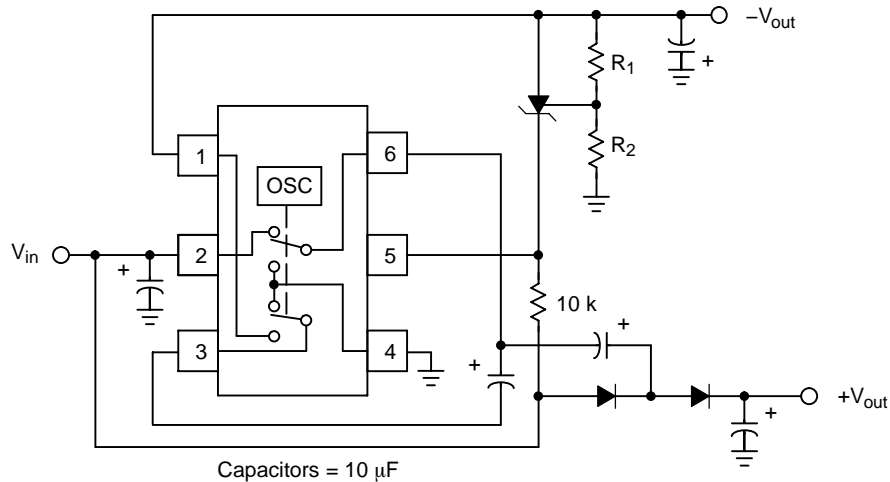 −Vout
R1
+
R2
1
6
OSC
Vin
2
5
+
10 k
+
3
4
+
+Vout
+
Capacitors = 10 μF